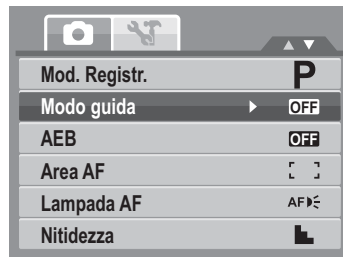 Mod. Registr. P
Modo guida OFF
AEB OFF
Area AF
Lampada AF AF
Nitidezza